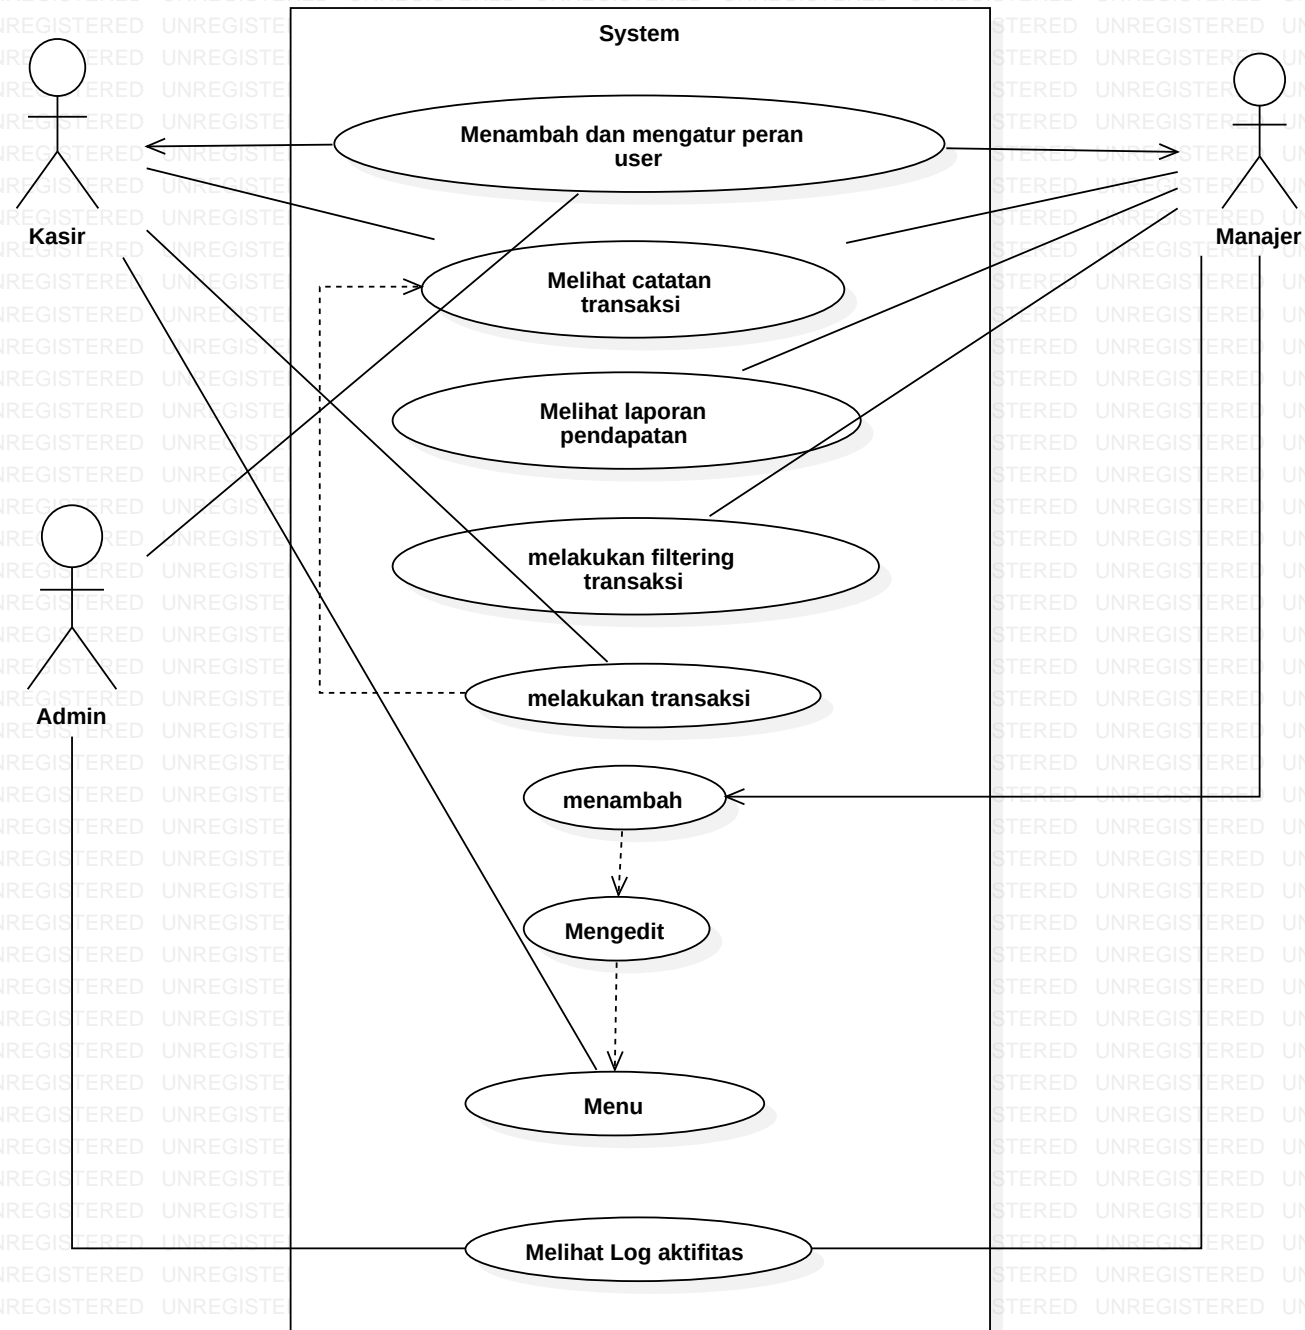 System
Menambah dan mengatur peran
user
Kasir
Manajer
Melihat catatan
transaksi
Melihat laporan
pendapatan
melakukan filtering
transaksi
melakukan transaksi
Admin
menambah
Mengedit
Menu
Melihat Log aktifitas
UNREGISTERED